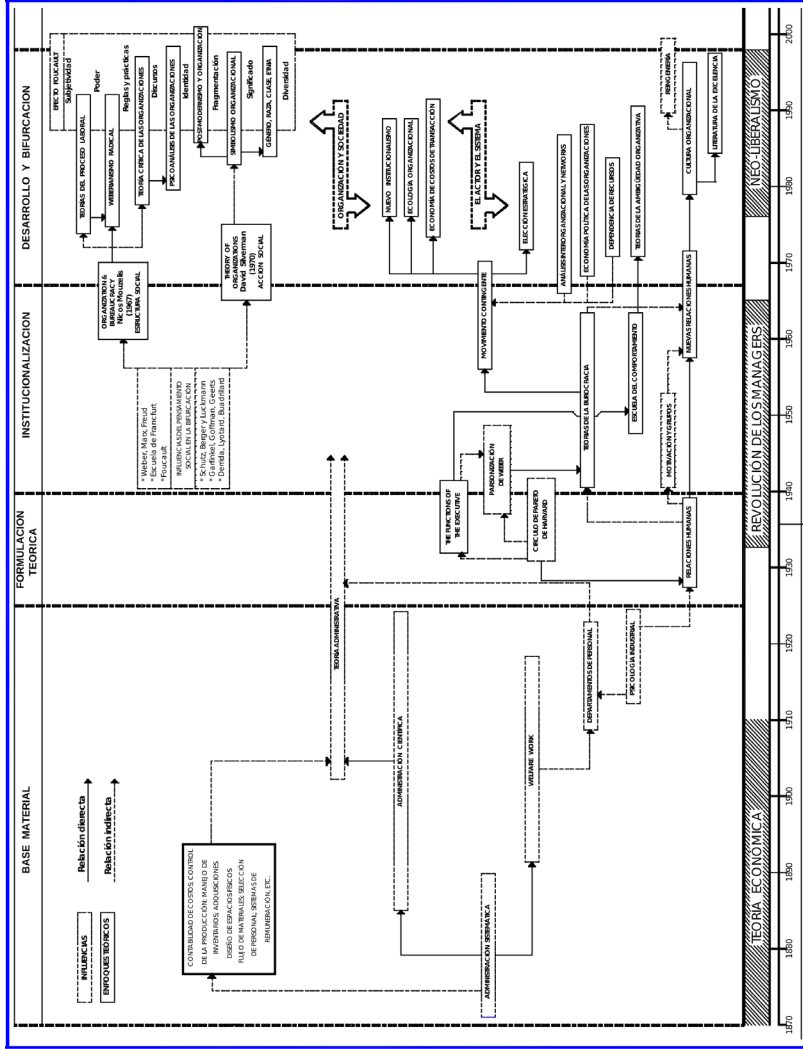 BASE MATERIAL
FORMULACION
TEORICA
INSTITUCIONALIZACION
DESARROLLO Y BIFURCACION
INFLUENCIAS
ENFOQUES TEÓRICOS
Relación dierecta
Relación indirecta
CONTABILIDAD DE COSTOS; CONTROL
DE LA PRODUCCIÓN; MANEJO DE
INVENTARIOS; ADQUISICIONES
DISEÑO DE ESPACIOS FÍSICOS
FLUJO DE MATERIALES; SELECCIÓN
DE PERSONAL; SISTEMAS DE
REMUNERACIÓN, ETC.
ADMINISTRACIÓN SISTEMÁTICA
ADMINISTRACIÓN CIENTÍFICA
WELFARE WORK
TEORÍA ADMINISTRATIVA
DEPARTAMENTOS DE PERSONAL
PSICOLOGÍA INDUSTRIAL
THE FUNCTIONS OF
THE EXECUTIVE
PARSONIZACIÓN
DE WEBER
CIRCULO DE PARETO
DE HARVARD
RELACIONES HUMANAS
* Weber, Marx, Freud
* Escuela de Francfurt
*Foucault
INFLUENCIAS DEL PENSAMIENTO
SOCIAL EN LA BIFURCACIÓN
* Schutz, Berger y Luckmann
* Garfinkel, Goffman, Geerts
* Derrida, Lyotard, Buadrillard
ORGANIZATION &
BUREAUCRACY
Nicos Mouzelis
(1967)
ESTRUCTURA SOCIAL
THEORY OF
ORGANIZATIONS
David Silverman
(1970)
ACCION SOCIAL
MOVIMIENTO CONTINGENTE
TEORÍAS DE LA BUROCRACIA
ESCUELA DEL COMPORTAMIENTO
MOTIVACIÓN Y GRUPOS
NUEVAS RELACIONES HUMANAS
EFECTO FOUCAULT
Subjetividad
TEORÍAS DEL PROCESO LABORAL
Poder
WEBERIANISMO RADICAL
Reglas y prácticas
TEORÍA CRÍTICA DE LAS ORGANIZACIONES
Discursos
PSICOANÁLISIS DE LAS ORGANIZACIONES
Identidad
POSTMODERNISMO Y ORGANIZACIÓN
Fragmentación
SIMBOLISMO ORGANIZACIONAL
Significado
GENERO, RAZA, CLASE, ETNIA
Diversidad
ORGANIZACIÓN Y SOCIEDAD
NUEVO INSTITUCIONALISMO
ECOLOGÍA ORGANIZACIONAL
ECONOMÍA DE COSTOS DE TRANSACCIÓN
EL ACTOR Y EL SISTEMA
ELECCIÓN ESTRATÉGICA
ANÁLISIS INTERORGANIZACIONAL Y NETWORKS
ECONOMÍA POLÍTICA DE LAS ORGANIZACIONES
DEPENDENCIA DE RECURSOS
TEORÍAS DE LA AMBIGÜEDAD ORGANIZATIVA
REINGENIERÍA
CULTURA ORGANIZACIONAL
LITERATURA DE LA EXCELENCIA
TEORIA ECONOMICA
REVOLUCIÓN DE LOS MANAGERS
NEO-LIBERALISMO
1870 1880 1890 1900 1910 1920 1930 1940 1950 1960 1970 1980 1990 2000